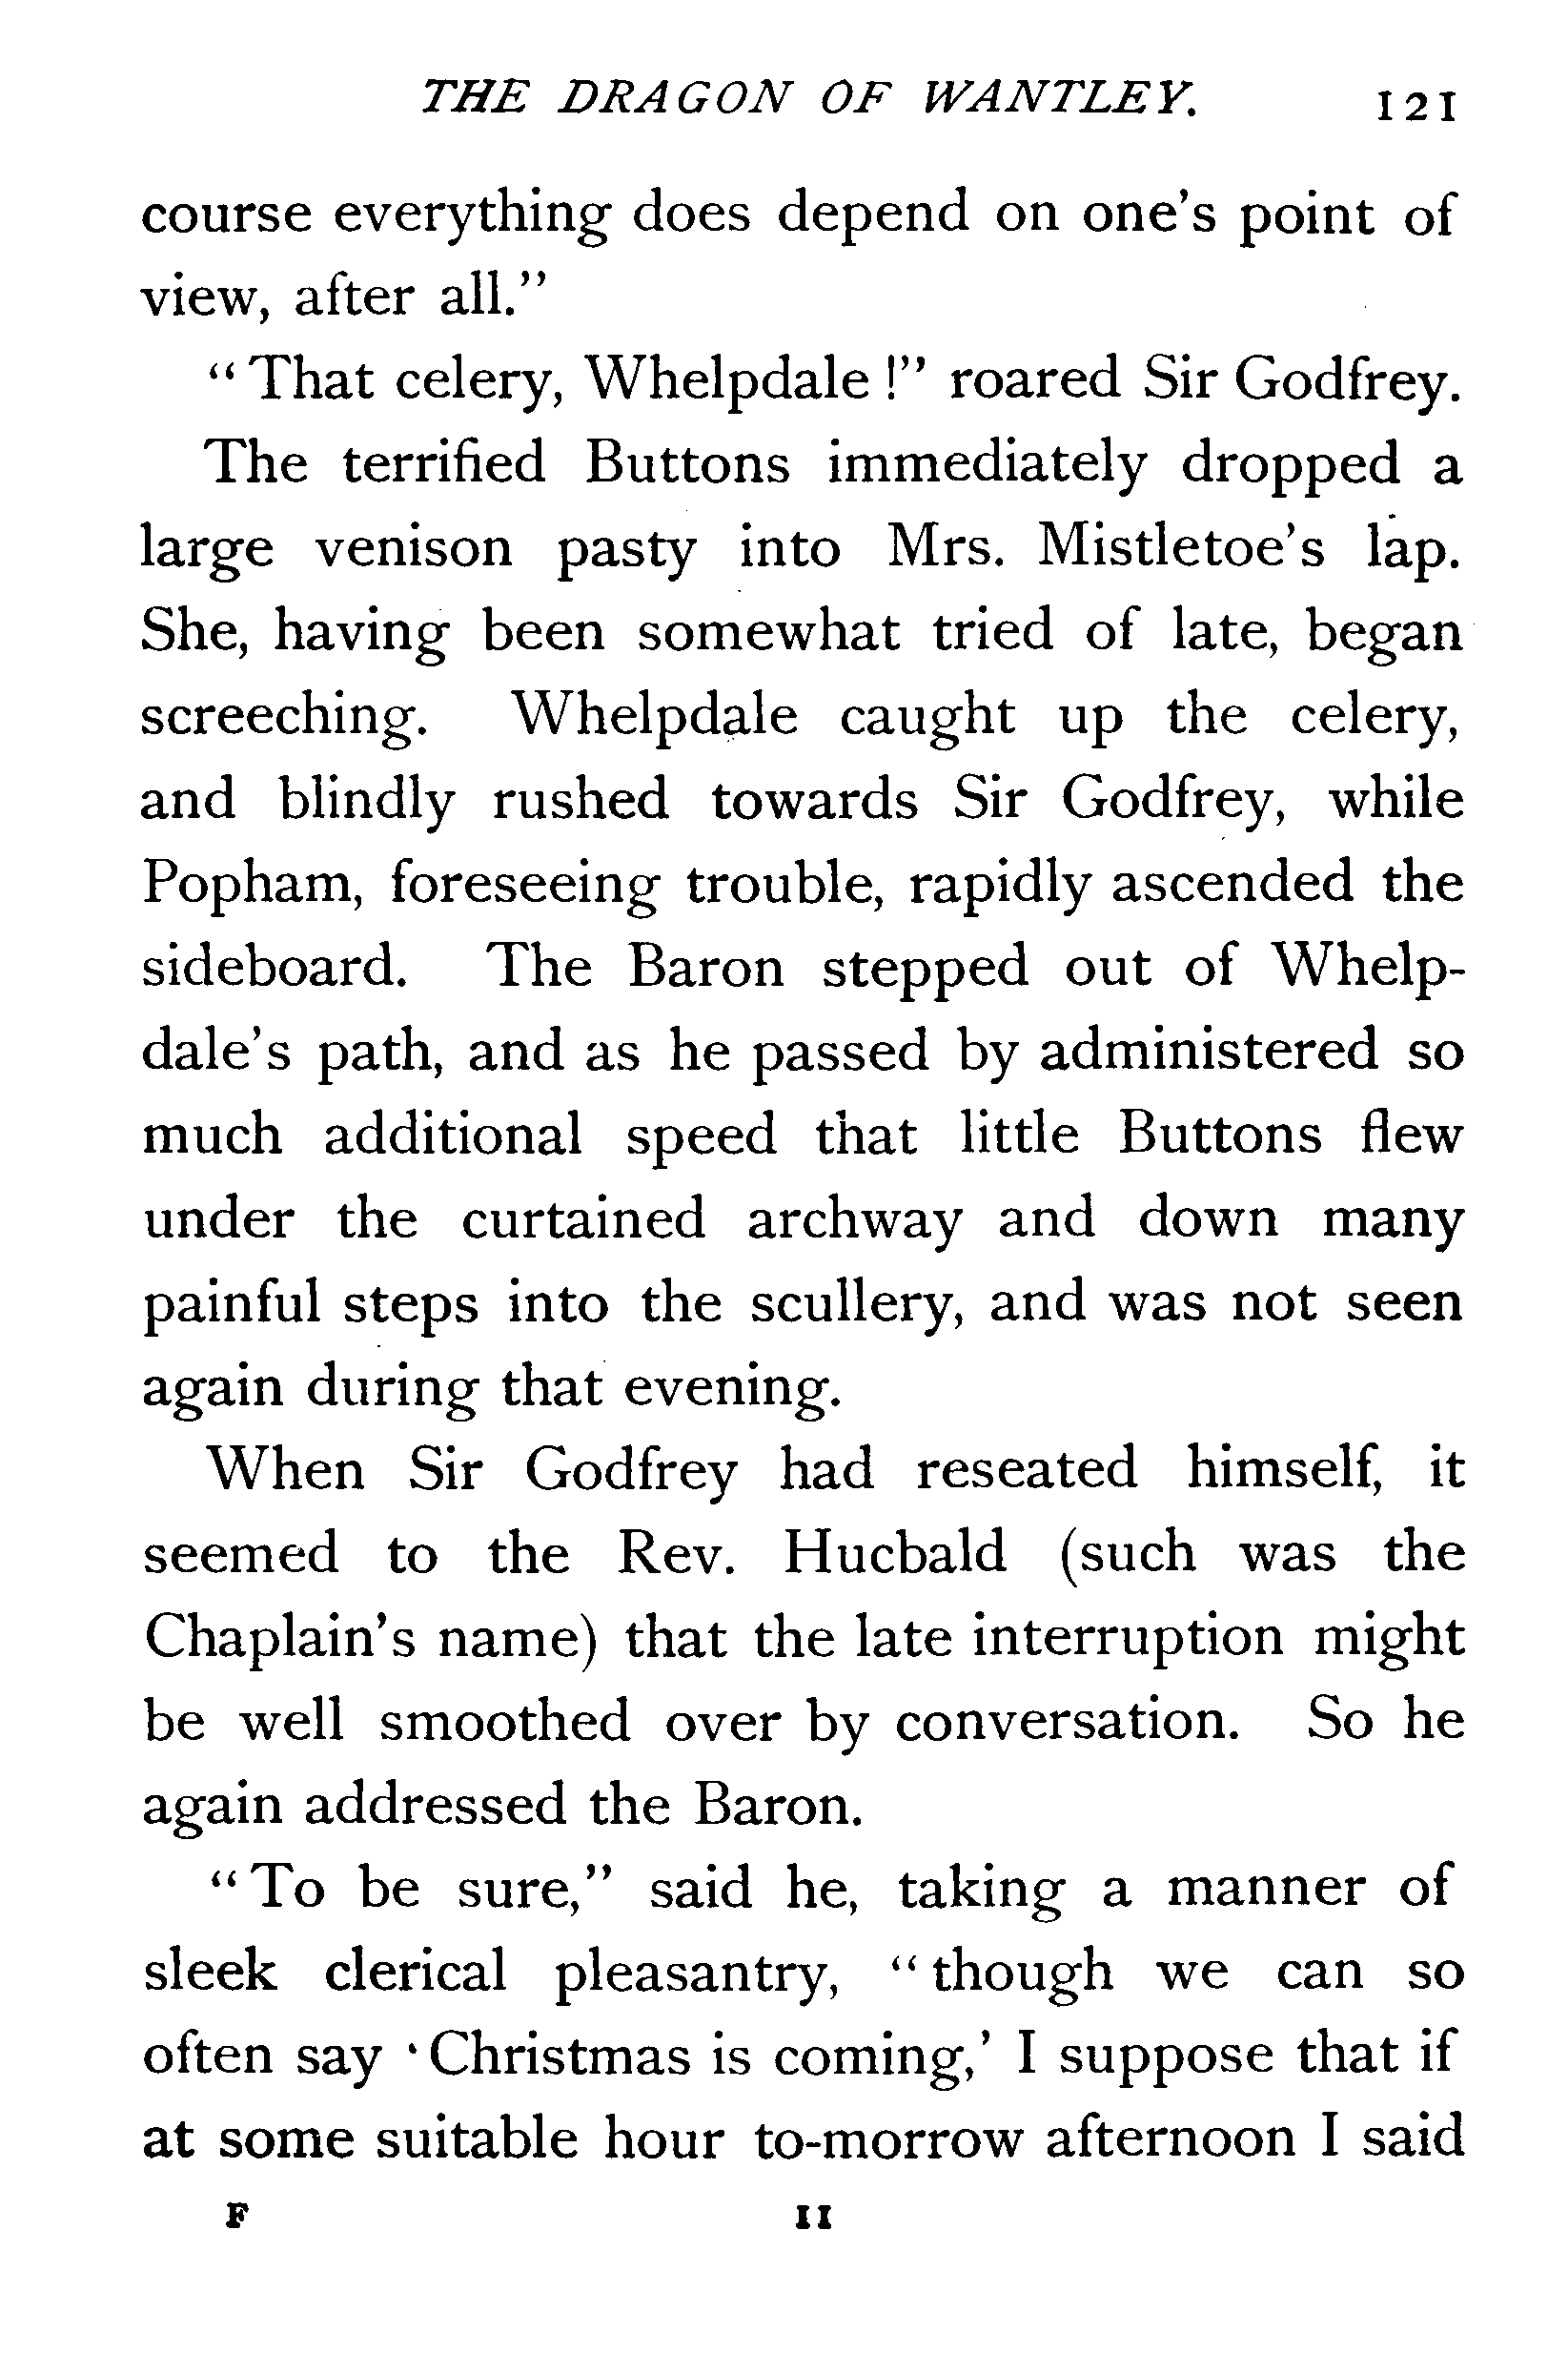 THE DRAGON OF WANTLEY. 121
course everything does depend on one's point of
view, after all."
"That celery, Whelpdale!" roared Sir Godfrey.
The terrified Buttons immediately dropped a
large venison pasty into Mrs. Mistletoe's lap.
She, having been somewhat tried of late, began
screeching. Whelpdale caught up the celery,
and blindly rushed towards Sir Godfrey, while
Popham, foreseeing trouble, rapidly ascended the
sideboard. The Baron stepped out of Whelp-
dale's path, and as he passed by administered so
much additional speed that little Buttons flew
under the curtained archway and down many
painful steps into the scullery, and was not seen
again during that evening.
When Sir Godfrey had reseated himself, it
seemed to the Rev. Hucbald (such was the
Chaplain's name) that the late interruption might
be well smoothed over by conversation. So he
again addressed the Baron.
"To be sure," said he, taking a manner of
sleek clerical pleasantry, "though we can so
often say 'Christmas is coming,' I suppose that if
at some suitable hour to-morrow afternoon I said
F 11